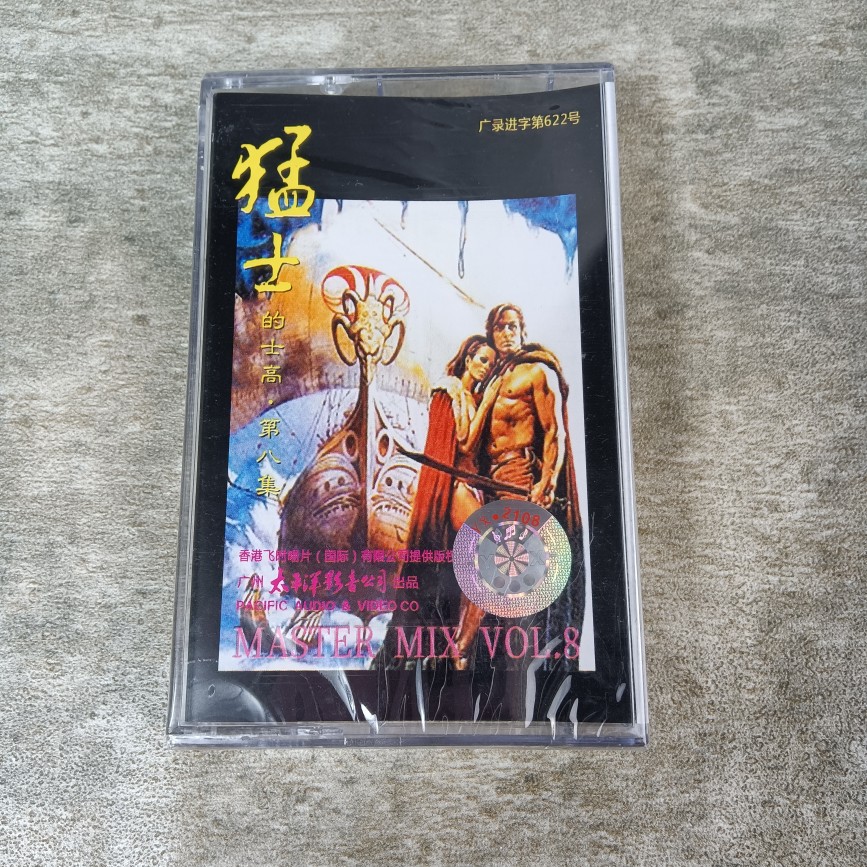 广录进字第622号
猛士
的士高·第八集
香港飞时唱片（国际）有限公司提供版权
广州太平洋影音公司出品
PACIFIC AUDIO & VIDEO CO
MASTER MIX VOL.8